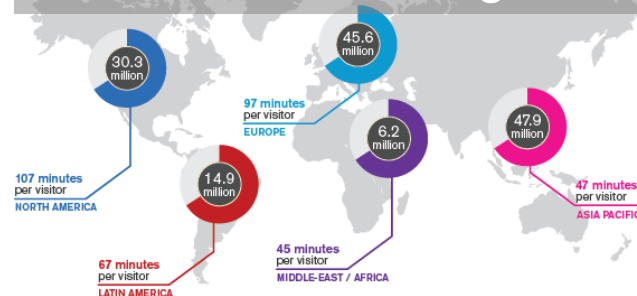 30.3
million
107 minutes
per visitor
NORTH AMERICA
45.6
million
97 minutes
per visitor
EUROPE
14.9
million
67 minutes
per visitor
LATIN AMERICA
6.2
million
45 minutes
per visitor
MIDDLE-EAST / AFRICA
47.9
million
47 minutes
per visitor
ASIA PACIFIC